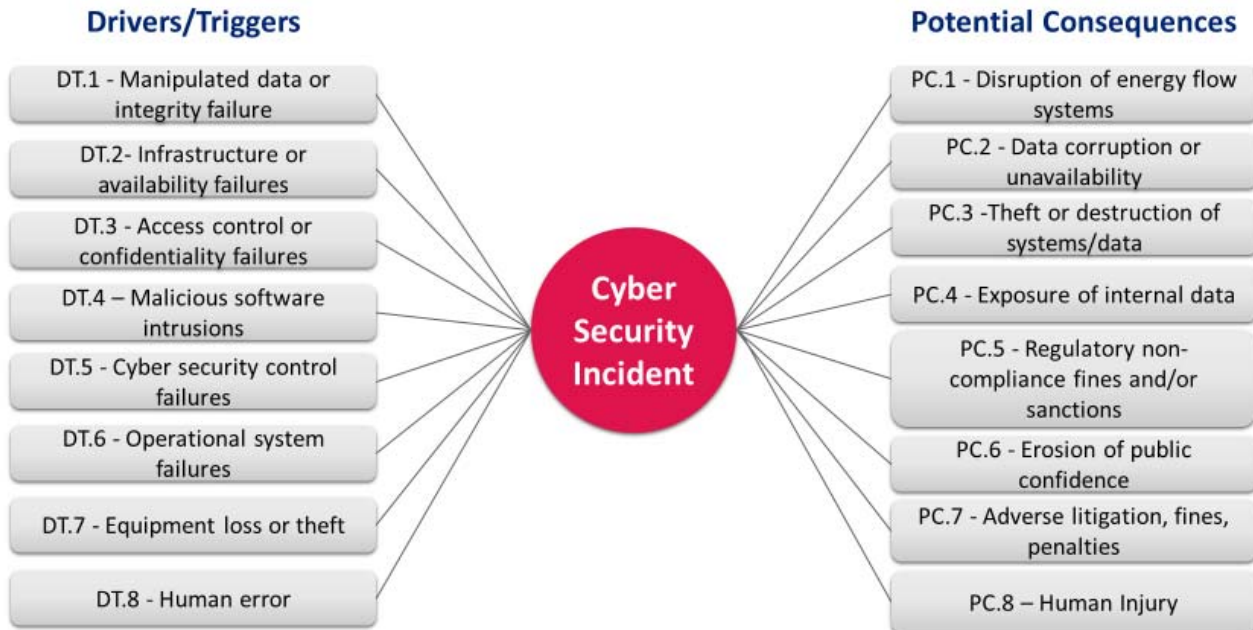 Drivers/Triggers
DT.1 - Manipulated data or
integrity failure
DT.2- Infrastructure or
availability failures
DT.3 - Access control or
confidentiality failures
DT.4 – Malicious software
intrusions
DT.5 - Cyber security control
failures
DT.6 - Operational system
failures
DT.7 - Equipment loss or theft
DT.8 - Human error
Cyber
Security
Incident
Potential Consequences
PC.1 - Disruption of energy flow
systems
PC.2 - Data corruption or
unavailability
PC.3 -Theft or destruction of
systems/data
PC.4 - Exposure of internal data
PC.5 - Regulatory non-
compliance fines and/or
sanctions
PC.6 - Erosion of public
confidence
PC.7 - Adverse litigation, fines,
penalties
PC.8 – Human Injury